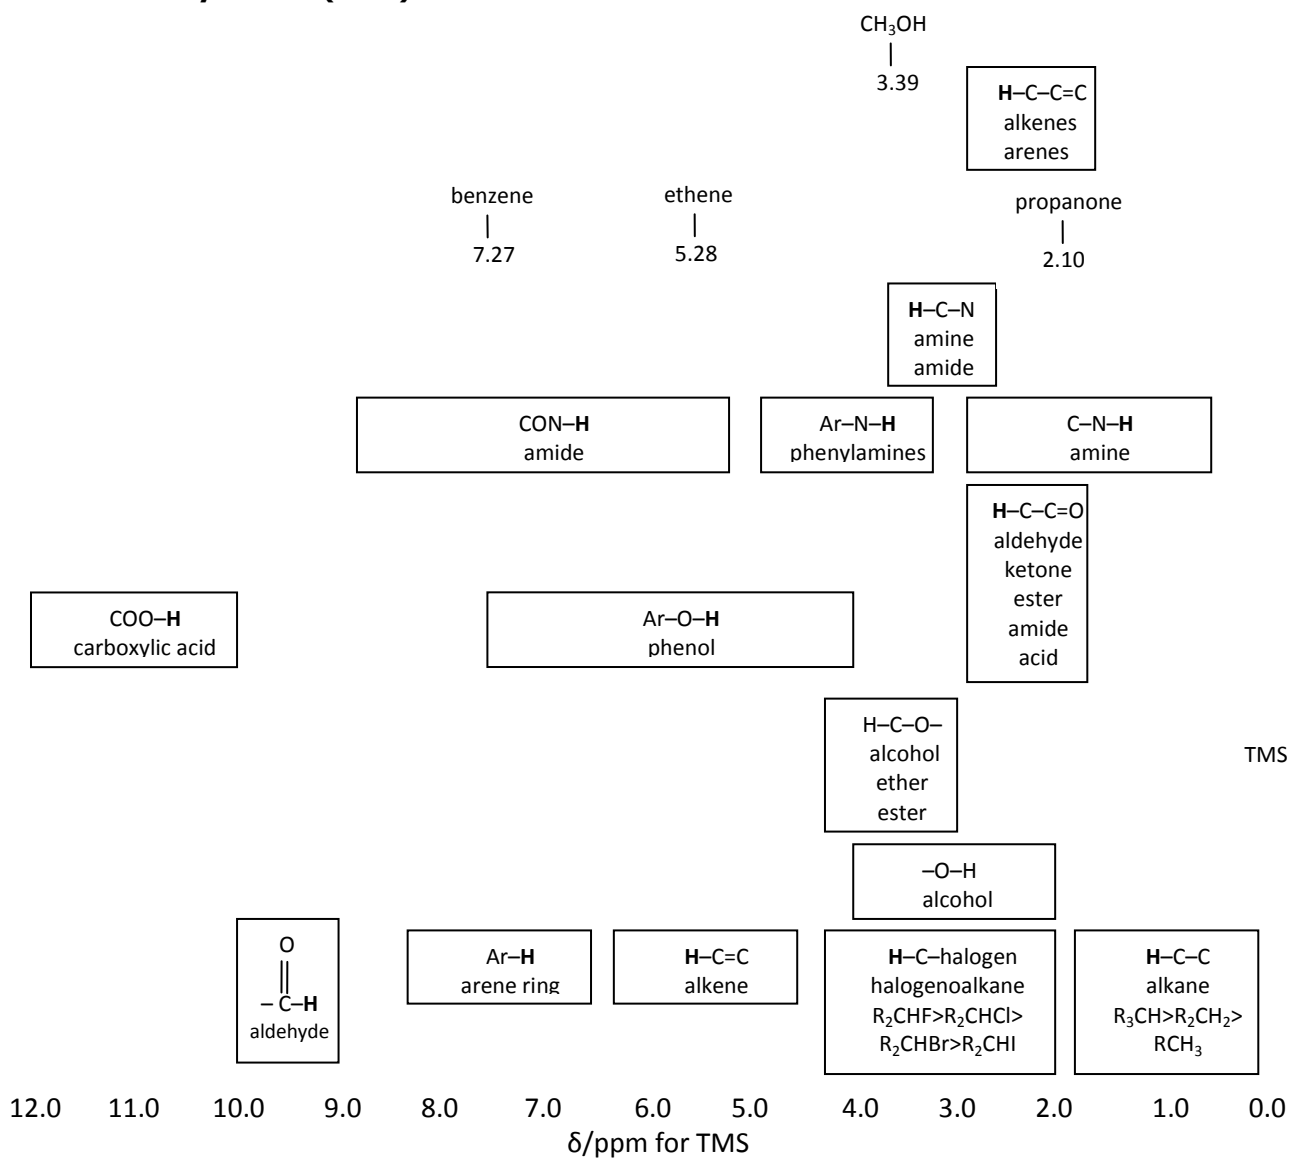 CH₃OH
3.39
H–C–C=C
alkenes
arenes
benzene
7.27
ethene
5.28
propanone
2.10
H–C–N
amine
amide
CON–H
amide
Ar–N–H
phenylamines
C–N–H
amine
H–C–C=O
aldehyde
ketone
ester
amide
acid
COO–H
carboxylic acid
Ar–O–H
phenol
H–C–O–
alcohol
ether
ester
TMS
–O–H
alcohol
O
– C–H
aldehyde
Ar–H
arene ring
H–C=C
alkene
H–C–halogen
halogenoalkane
R₂CHF>R₂CHCl>
R₂CHBr>R₂CHI
H–C–C
alkane
R₃CH>R₂CH₂>
RCH₃
12.0 11.0 10.0 9.0 8.0 7.0 6.0 5.0 4.0 3.0 2.0 1.0 0.0
δ/ppm for TMS